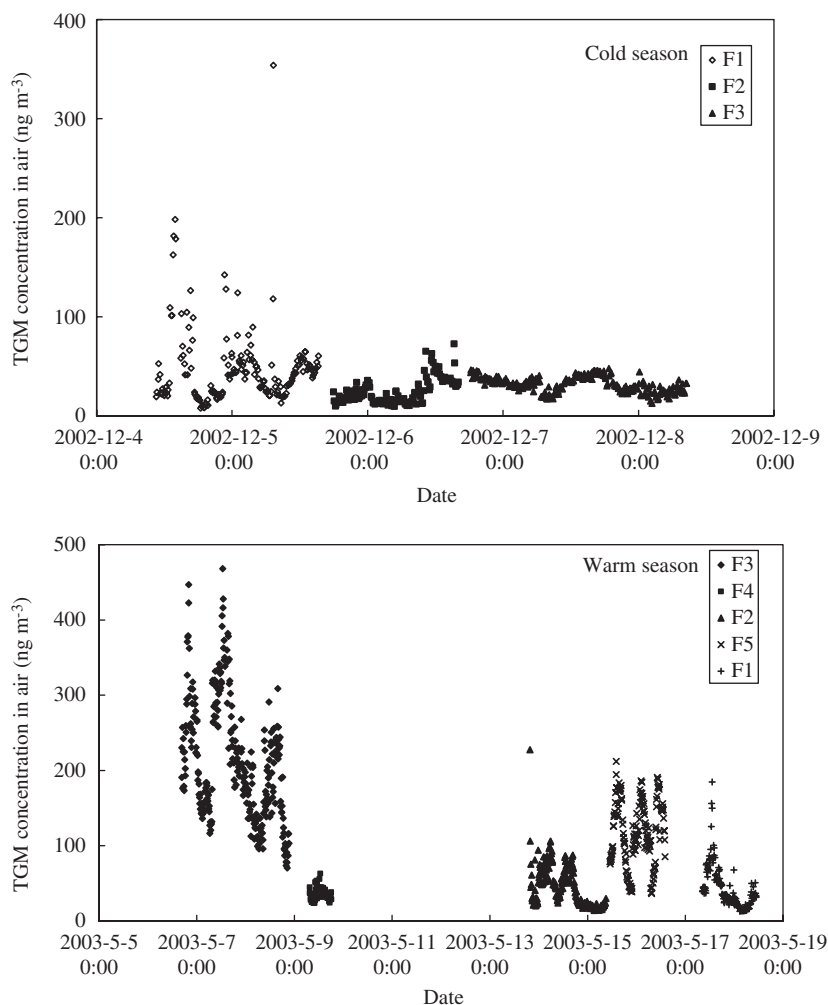 400
300
200
100
0
TGM concentration in air (ng m⁻³)
Cold season
F1
F2
F3
2002-12-4 2002-12-5 2002-12-6 2002-12-7 2002-12-8 2002-12-9
0:00 0:00 0:00 0:00 0:00 0:00
Date
500
400
300
200
100
0
TGM concentration in air (ng m⁻³)
Warm season
F3
F4
F2
F5
F1
2003-5-5 2003-5-7 2003-5-9 2003-5-11 2003-5-13 2003-5-15 2003-5-17 2003-5-19
0:00 0:00 0:00 0:00 0:00 0:00 0:00 0:00
Date